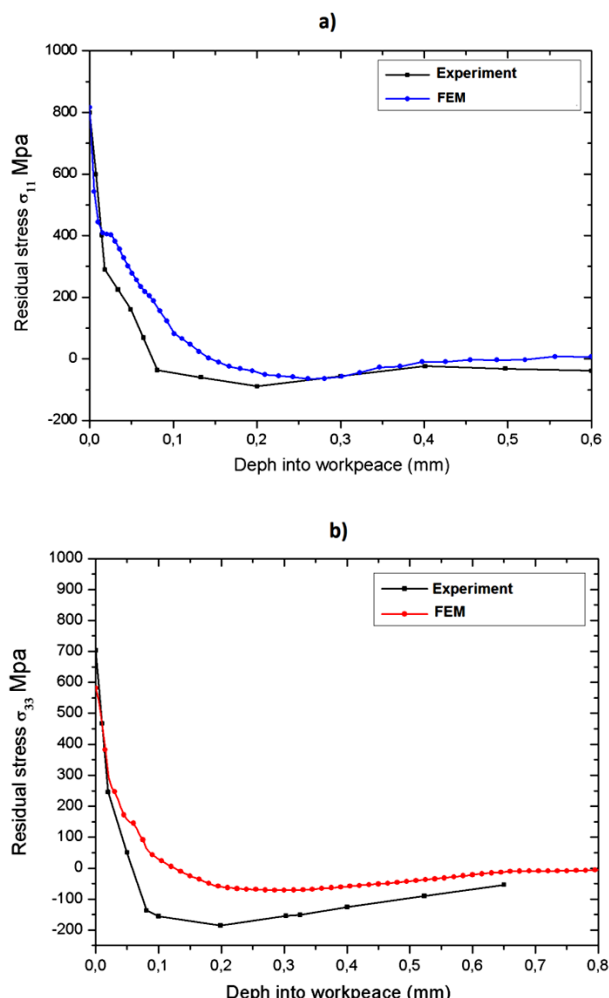 a)
1000
800
600
400
200
0
-200
Residual stress σ11 Mpa
Experiment
FEM
0,0 0,1 0,2 0,3 0,4 0,5 0,6
Deph into workpeace (mm)
b)
1000
900
800
700
600
500
400
300
200
100
0
-100
-200
Residual stress σ33 Mpa
Experiment
FEM
0,0 0,1 0,2 0,3 0,4 0,5 0,6 0,7 0,8
Deph into workpeace (mm)